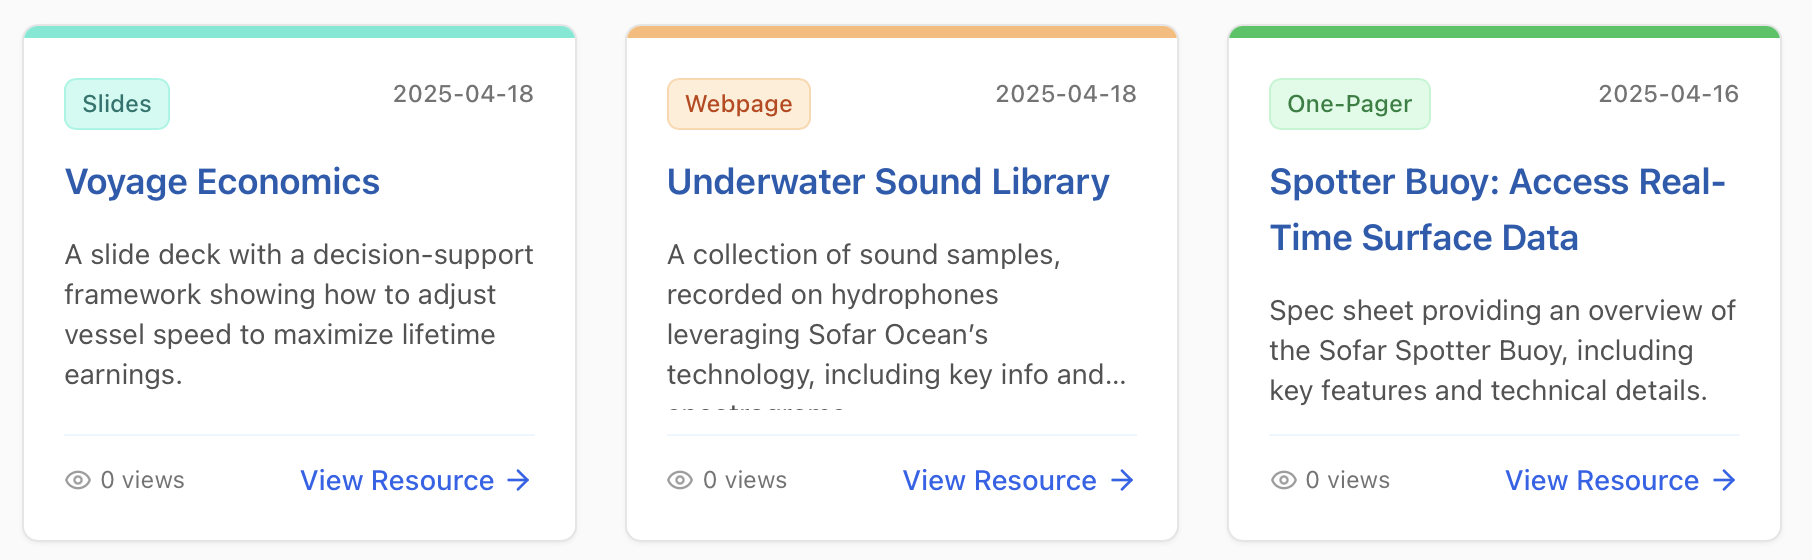 Slides
2025-04-18
Voyage Economics
A slide deck with a decision-support
framework showing how to adjust
vessel speed to maximize lifetime
earnings.
0 views
View Resource →
Webpage
2025-04-18
Underwater Sound Library
A collection of sound samples,
recorded on hydrophones
leveraging Sofar Ocean’s
technology, including key info and...
0 views
View Resource →
One-Pager
2025-04-16
Spotter Buoy: Access Real-
Time Surface Data
Spec sheet providing an overview of
the Sofar Spotter Buoy, including
key features and technical details.
0 views
View Resource →